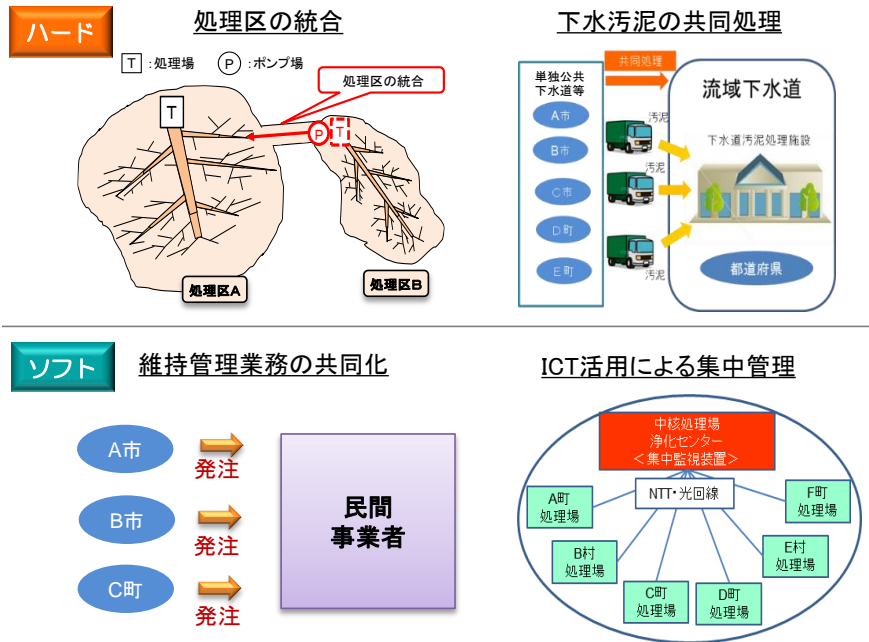 ハード
処理区の統合
T :処理場 P :ポンプ場
処理区の統合
T
P
T
処理区A
処理区B
下水汚泥の共同処理
共同処理
単独公共
下水道等
A市
B市
C市
D町
E町
汚泥
汚泥
汚泥
流域下水道
下水道汚泥処理施設
都道府県
ソフト
維持管理業務の共同化
A市
発注
B市
発注
C町
発注
民間
事業者
ICT活用による集中管理
中核処理場
浄化センター
<集中監視装置>
NTT・光回線
A町
処理場
B村
処理場
C町
処理場
D町
処理場
E村
処理場
F町
処理場